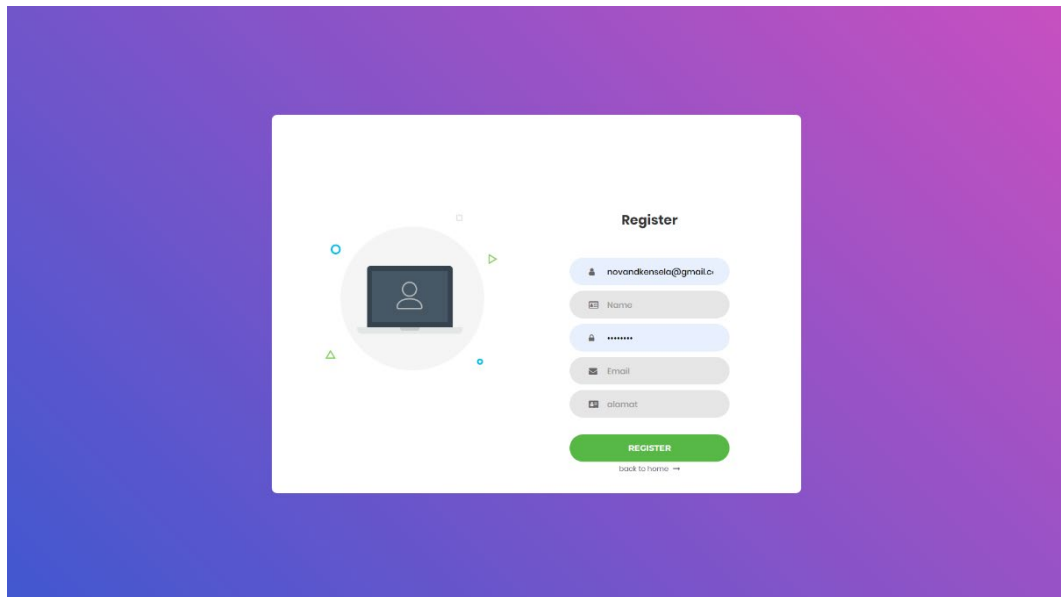 Register
novandkensela@gmail.c
Name
••••••••
Email
alamat
REGISTER
back to home →